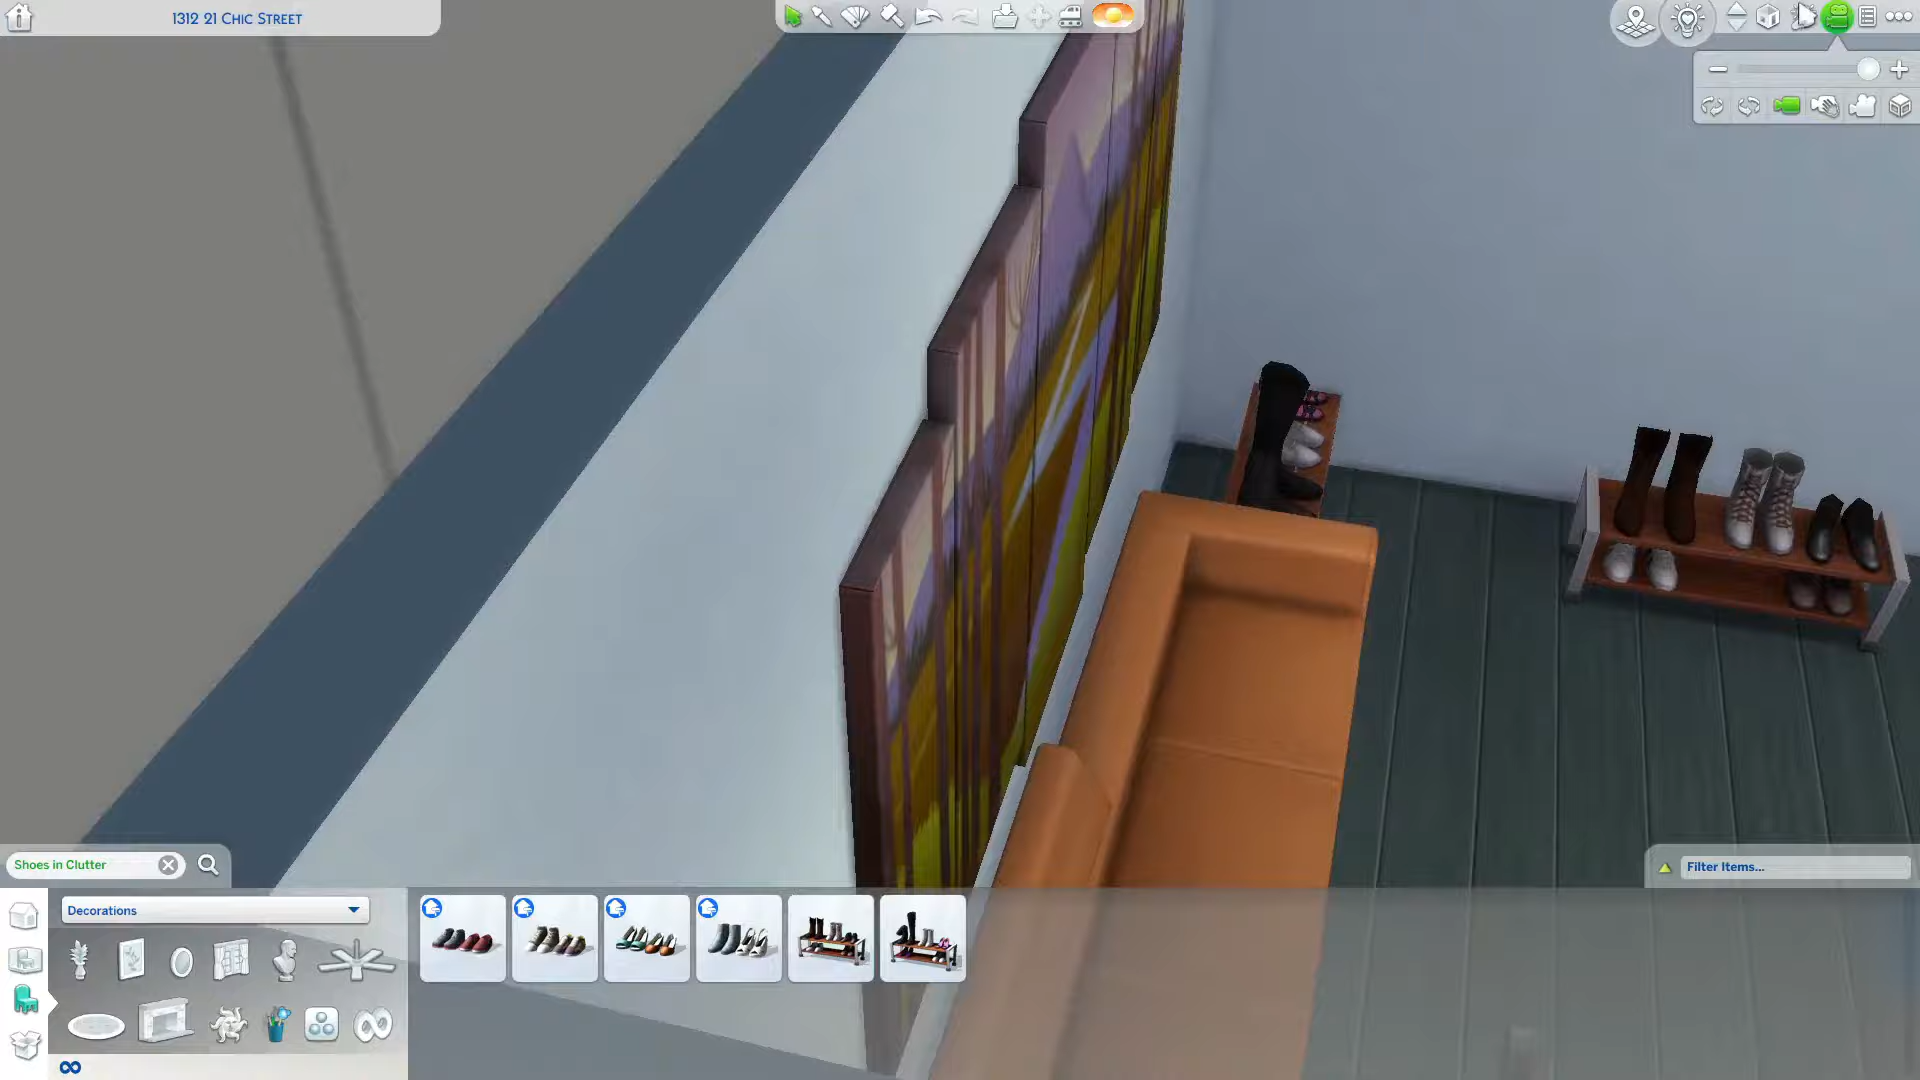 1312 21 Chic Street
Shoes in Clutter
Filter Items...
Decorations